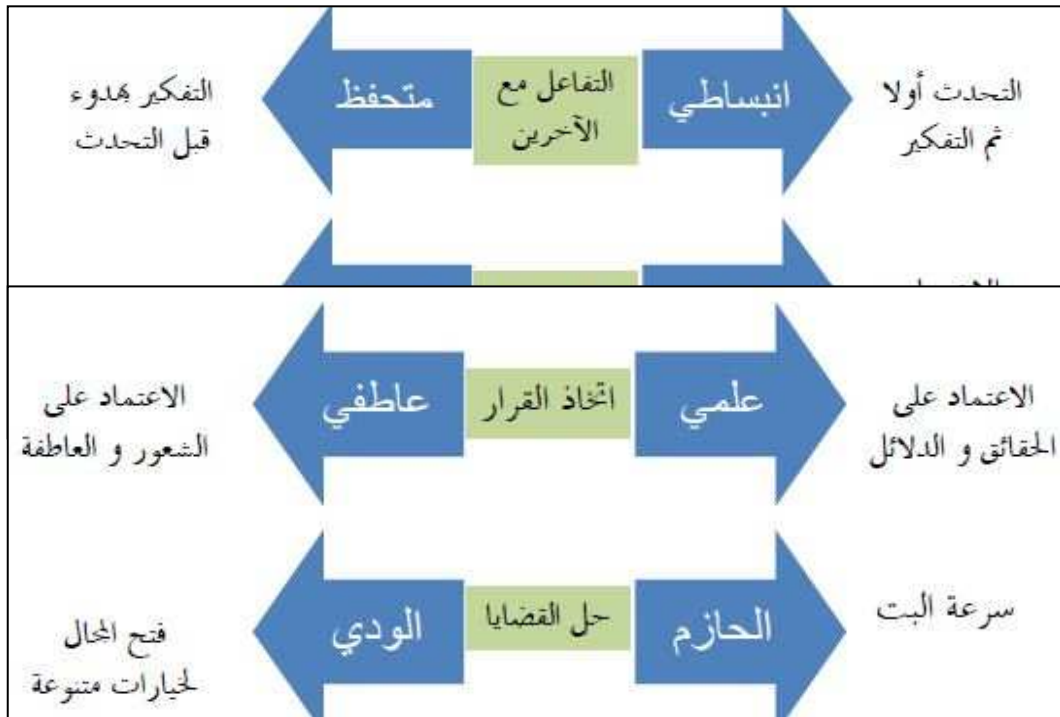 التحدث أولا
ثم التفكير
انبساطي
التفاعل مع
الآخرين
متحفظ
التفكير بهدوء
قبل التحدث
الاعتماد على
الحقائق و الدلائل
علمي
اتخاذ القرار
عاطفي
الاعتماد على
الشعور و العاطفة
سرعة البت
الحازم
حل القضايا
الودي
فتح المجال
لخيارات متنوعة